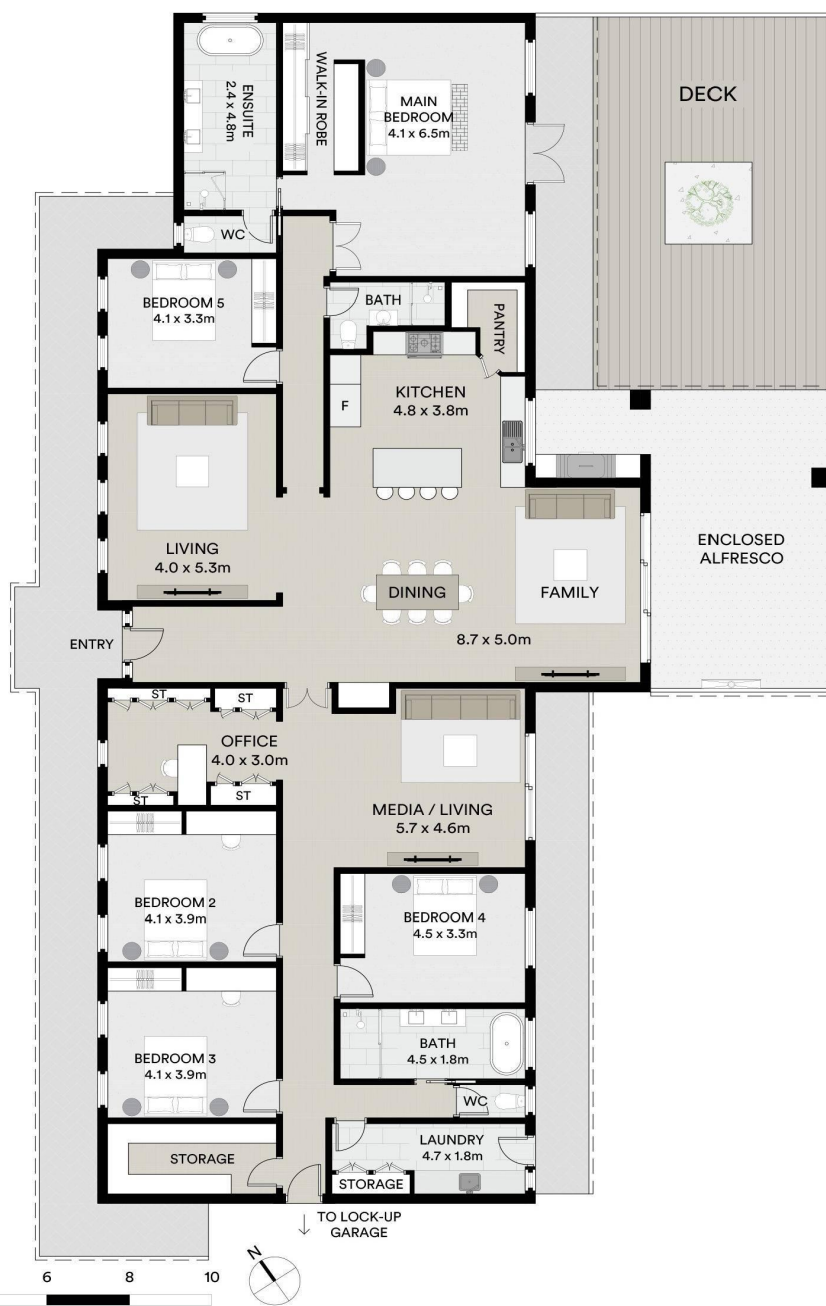 ENSUITE
2.4 x 4.8m
WALK-IN ROBE
MAIN
BEDROOM
4.1 x 6.5m
DECK
WC
BEDROOM 5
4.1 x 3.3m
BATH
PANTRY
KITCHEN
4.8 x 3.8m
F
LIVING
4.0 x 5.3m
DINING
FAMILY
8.7 x 5.0m
ENCLOSED
ALFRESCO
ENTRY
ST
ST
OFFICE
4.0 x 3.0m
ST
ST
MEDIA / LIVING
5.7 x 4.6m
BEDROOM 2
4.1 x 3.9m
BEDROOM 4
4.5 x 3.3m
BEDROOM 3
4.1 x 3.9m
BATH
4.5 x 1.8m
WC
LAUNDRY
4.7 x 1.8m
STORAGE
STORAGE
TO LOCK-UP
GARAGE
N
6 8 10